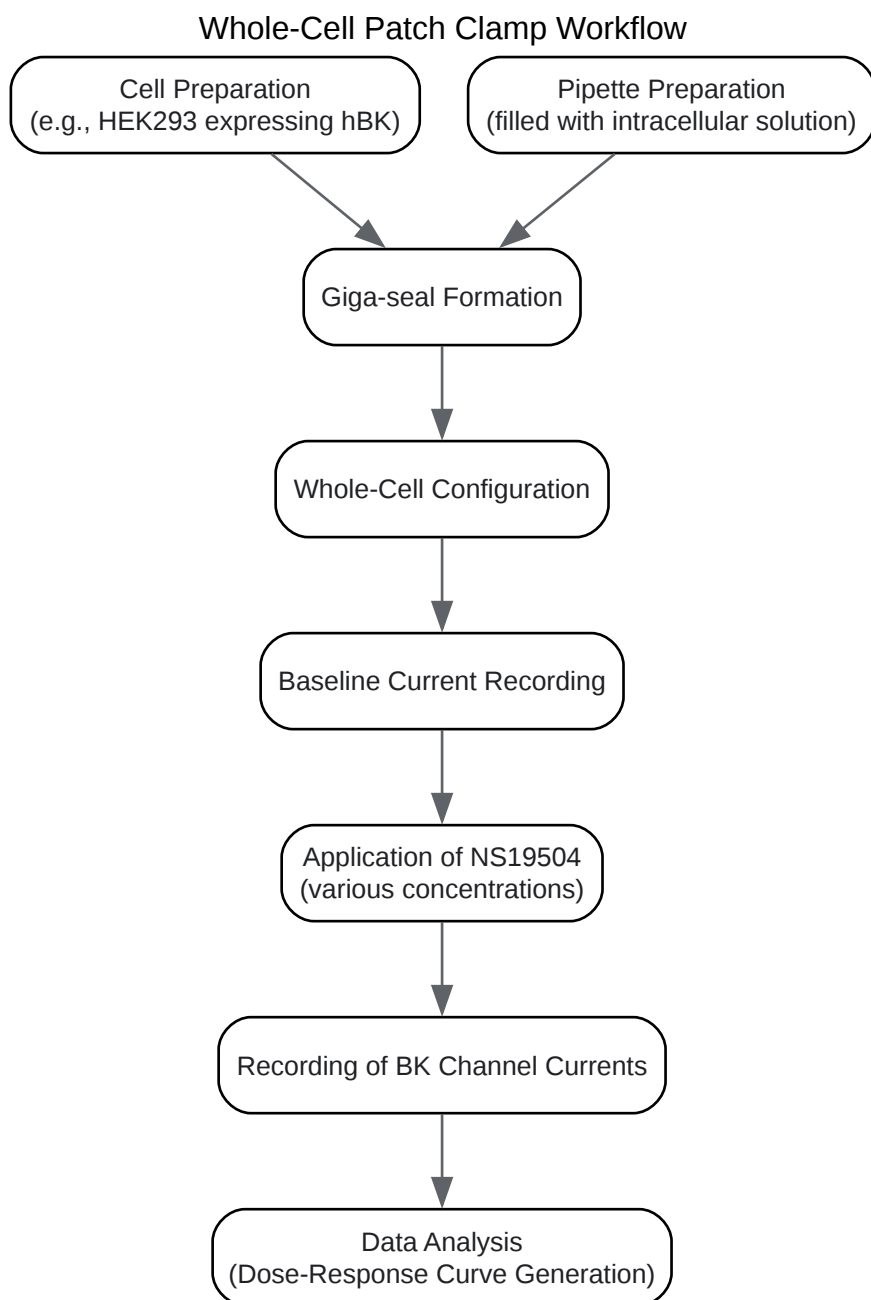 Whole-Cell Patch Clamp Workflow
Cell Preparation
(e.g., HEK293 expressing hBK)
Pipette Preparation
(filled with intracellular solution)
Giga-seal Formation
Whole-Cell Configuration
Baseline Current Recording
Application of NS19504
(various concentrations)
Recording of BK Channel Currents
Data Analysis
(Dose-Response Curve Generation)